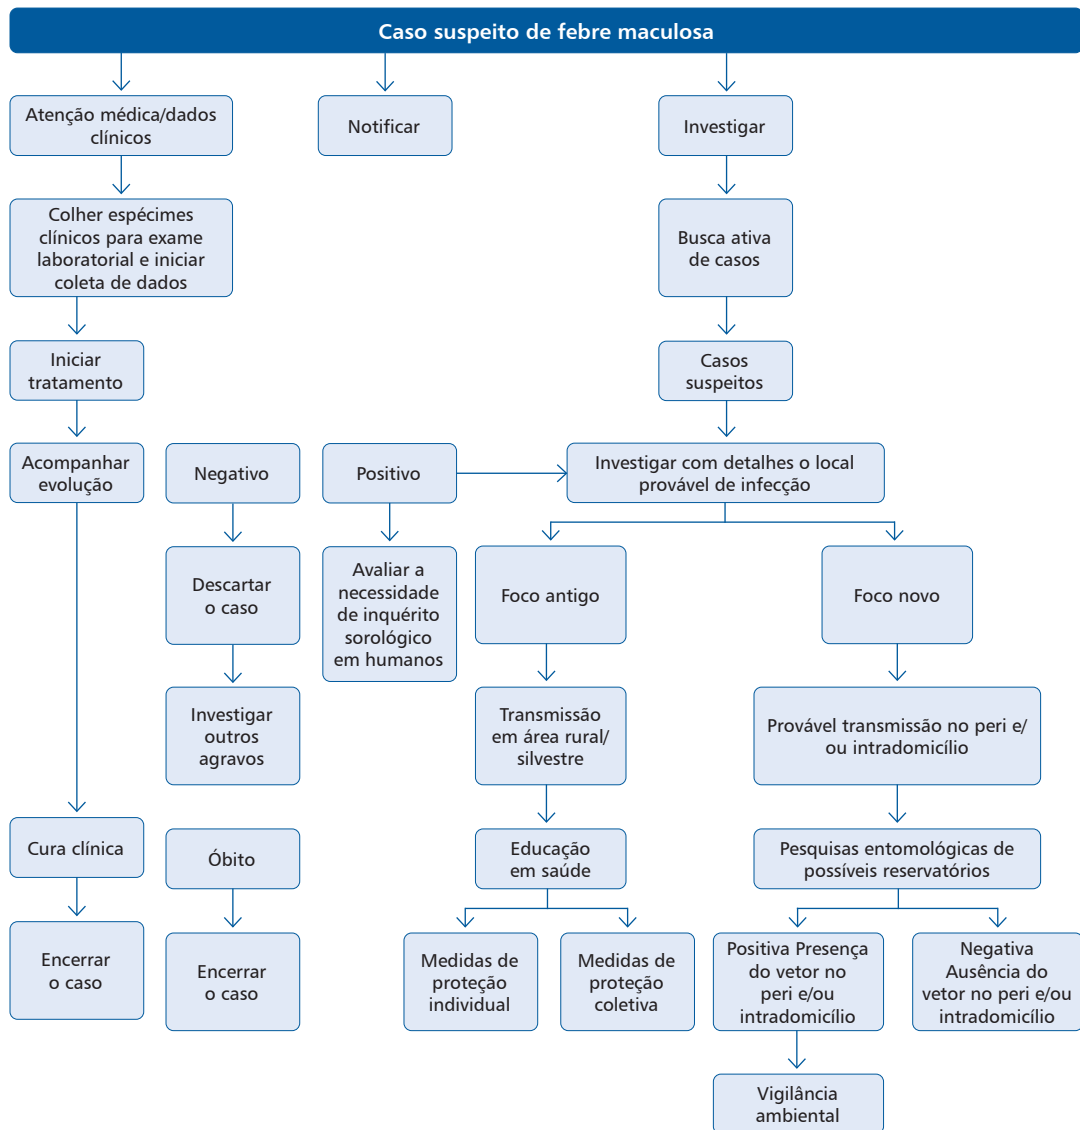 Caso suspeito de febre maculosa
Atenção médica/dados
clínicos
Notificar
Investigar
Colher espécimes
clínicos para exame
laboratorial e iniciar
coleta de dados
Busca ativa
de casos
Iniciar
tratamento
Casos
suspeitos
Acompanhar
evolução
Negativo
Positivo
Investigar com detalhes o local
provável de infecção
Descartar
o caso
Avaliar a
necessidade
de inquérito
sorológico
em humanos
Foco antigo
Foco novo
Investigar
outros
agravos
Transmissão
em área rural/
silvestre
Provável transmissão no peri e/
ou intradomicílio
Cura clínica
Óbito
Educação
em saúde
Pesquisas entomológicas de
possíveis reservatórios
Encerrar
o caso
Encerrar
o caso
Medidas de
proteção
individual
Medidas de
proteção
coletiva
Positiva Presença
do vetor no
peri e/ou
intradomicílio
Negativa
Ausência do
vetor no peri e/ou
intradomicílio
Vigilância
ambiental